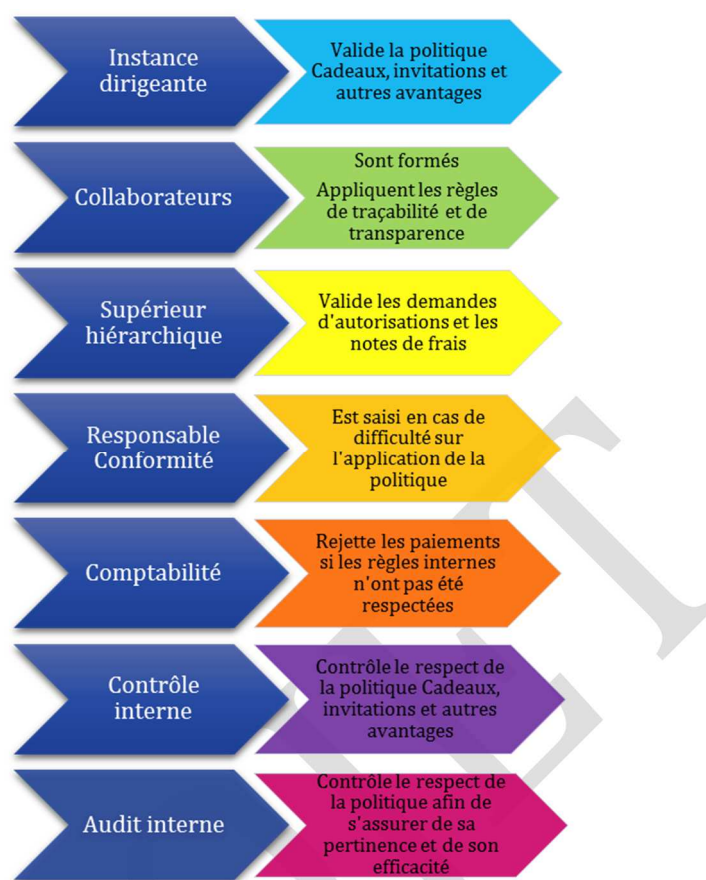 Instance
dirigeante
Valide la politique
Cadeaux, invitations et
autres avantages
Collaborateurs
Sont formés
Appliquent les règles
de traçabilité et de
transparence
Supérieur
hiérarchique
Valide les demandes
d'autorisations et les
notes de frais
Responsable
Conformité
Est saisi en cas de
difficulté sur
l'application de la
politique
Comptabilité
Rejette les paiements
si les règles internes
n'ont pas été
respectées
Contrôle
interne
Contrôle le respect de
la politique Cadeaux,
invitations et autres
avantages
Audit interne
Contrôle le respect de
la politique afin de
s'assurer de sa
pertinence et de son
efficacité